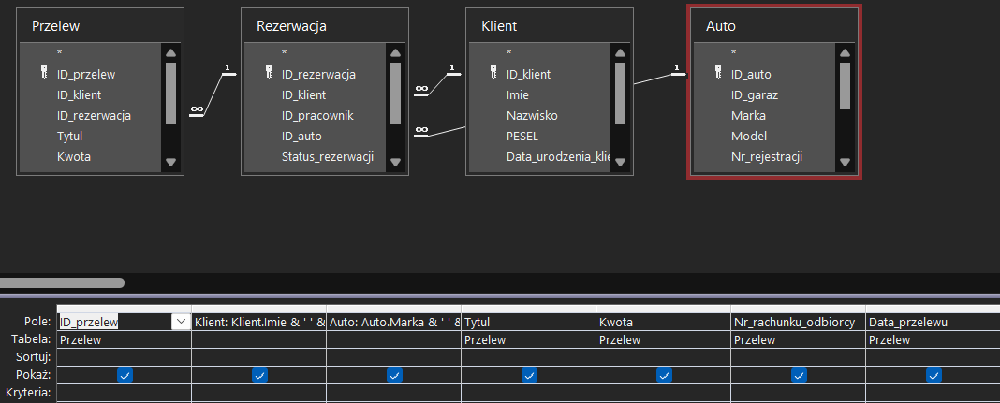 Przelew
*
ID_przelew
ID_klient
ID_rezerwacja
Tytul
Kwota
Rezerwacja
*
ID_rezerwacja
ID_klient
ID_pracownik
ID_auto
Status_rezerwacji
Klient
*
ID_klient
Imie
Nazwisko
PESEL
Data_urodzenia_klie
Auto
*
ID_auto
ID_garaz
Marka
Model
Nr_rejestracji
1
∞
1
∞
1
∞
Pole: ID_przelew Klient: Klient.Imie & ' ' & Auto: Auto.Marka & ' ' & Tytul Kwota Nr_rachunku_odbiorcy Data_przelewu
Tabela: Przelew Przelew Przelew Przelew Przelew
Sortuj:
Pokaż:
Kryteria: